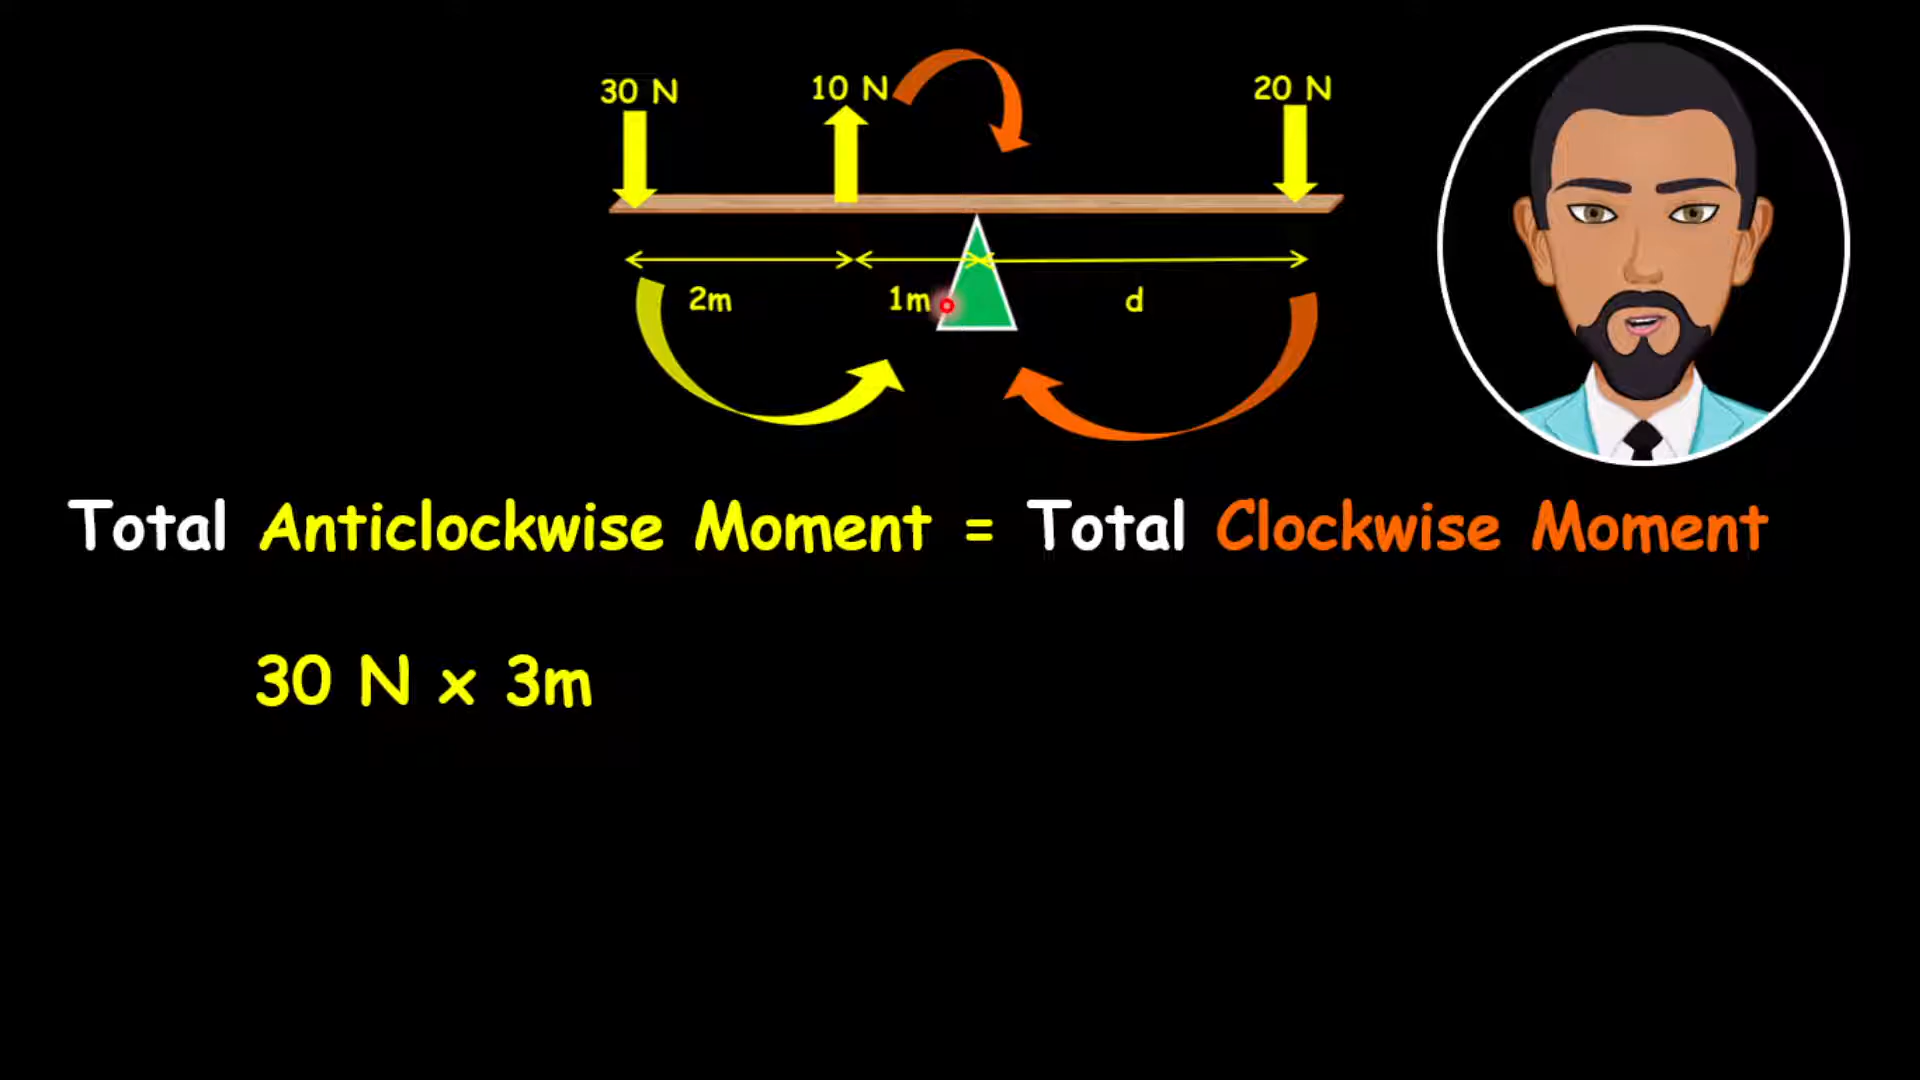 30 N 10 N 20 N
2m 1m d
Total Anticlockwise Moment = Total Clockwise Moment
30 N x 3m